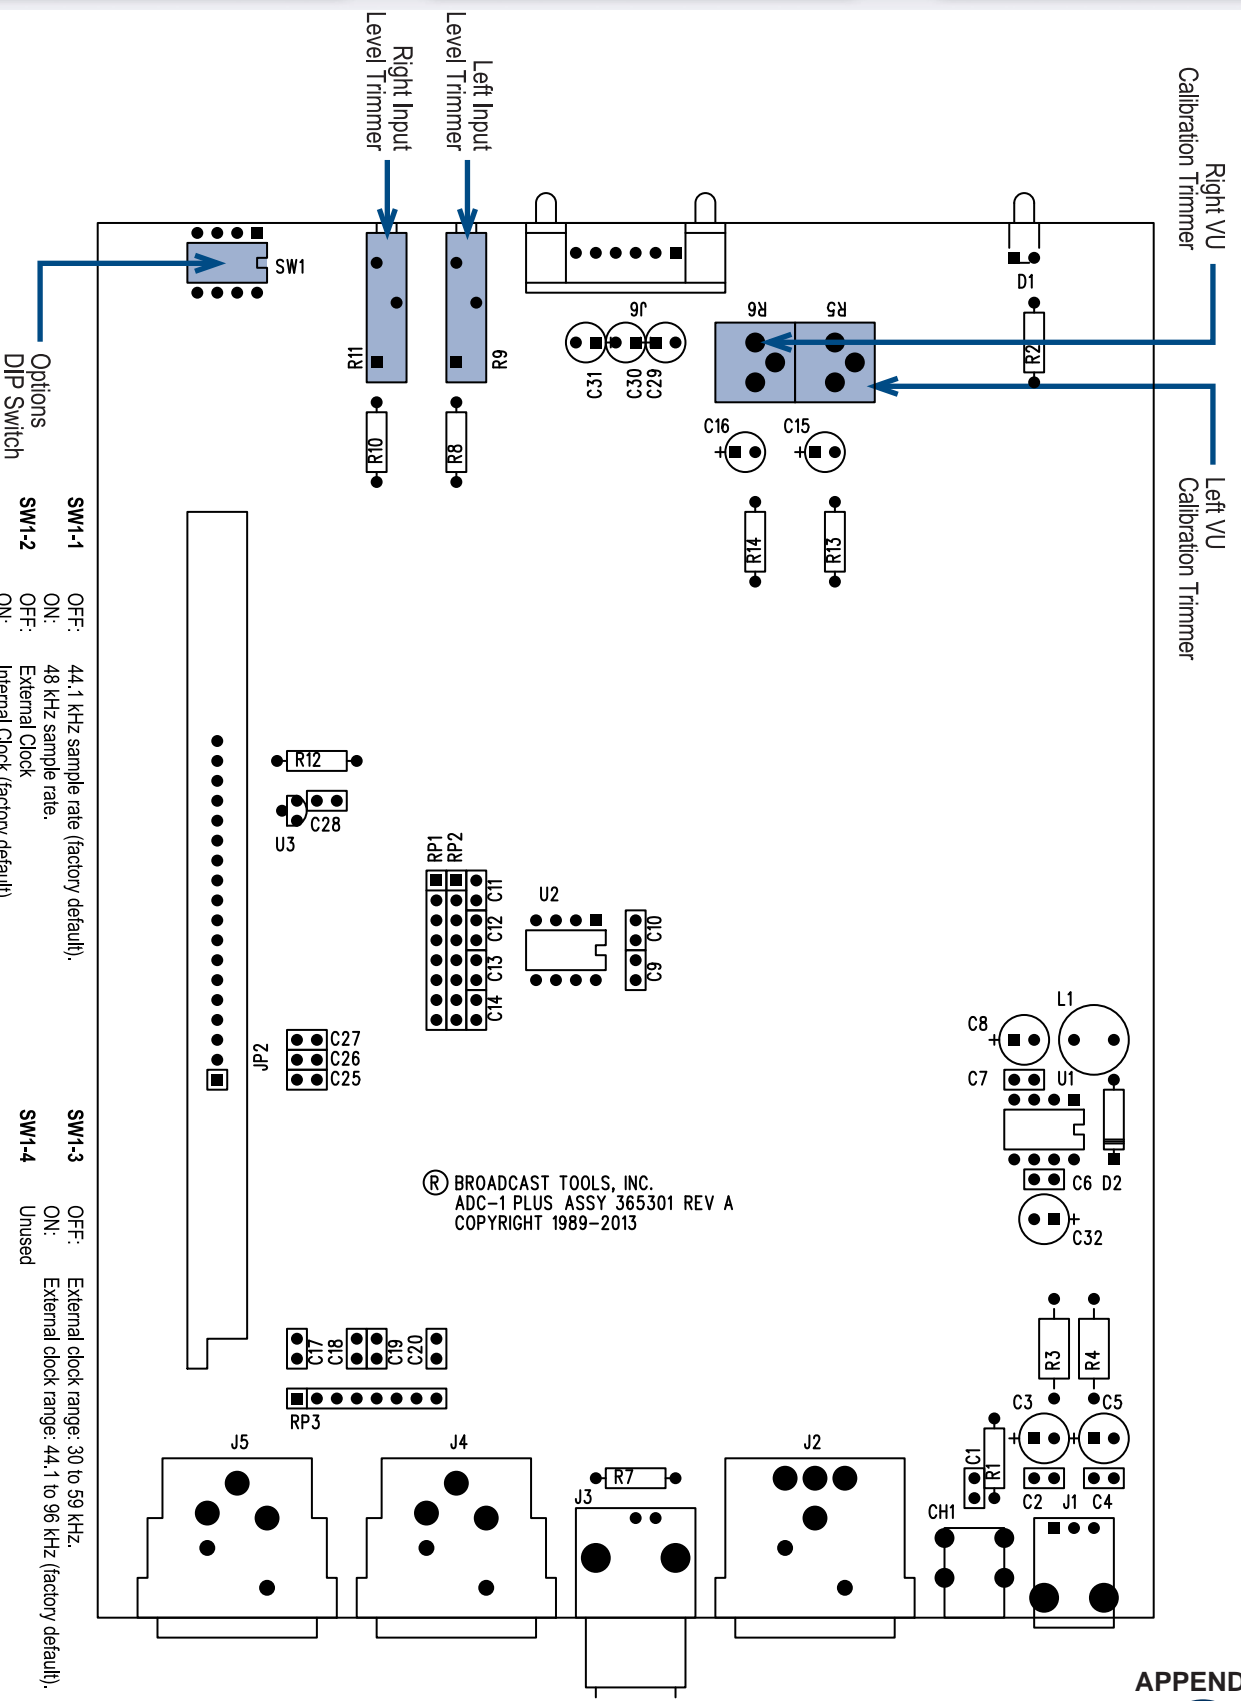 Right Input
Level Trimmer
Left Input
Level Trimmer
Right VU
Calibration Trimmer
Left VU
Calibration Trimmer
Options
DIP Switch
SW1
R11
R9
J6
R6
R5
D1
R2
C31
C30
C29
C16
+
C15
+
R10
R8
R14
R13
SW1-1
OFF: 44.1 kHz sample rate (factory default).
ON: 48 kHz sample rate.
SW1-2
OFF: External Clock
ON: Internal Clock (factory default)
R12
C28
U3
RP1
RP2
C11
C12
C13
C14
U2
C10
C9
L1
C8
+
C7
U1
JP2
C27
C26
C25
C6
D2
+
C32
® BROADCAST TOOLS, INC.
ADC-1 PLUS ASSY 365301 REV A
COPYRIGHT 1989-2013
SW1-3
OFF: External clock range: 30 to 59 kHz.
ON: External clock range: 44.1 to 96 kHz (factory default).
SW1-4
Unused
C17
C18
C19
C20
RP3
R3
R4
C3
+
C5
+
C1
R1
C2
J1
C4
J5
J4
R7
J3
J2
CH1
APPEND